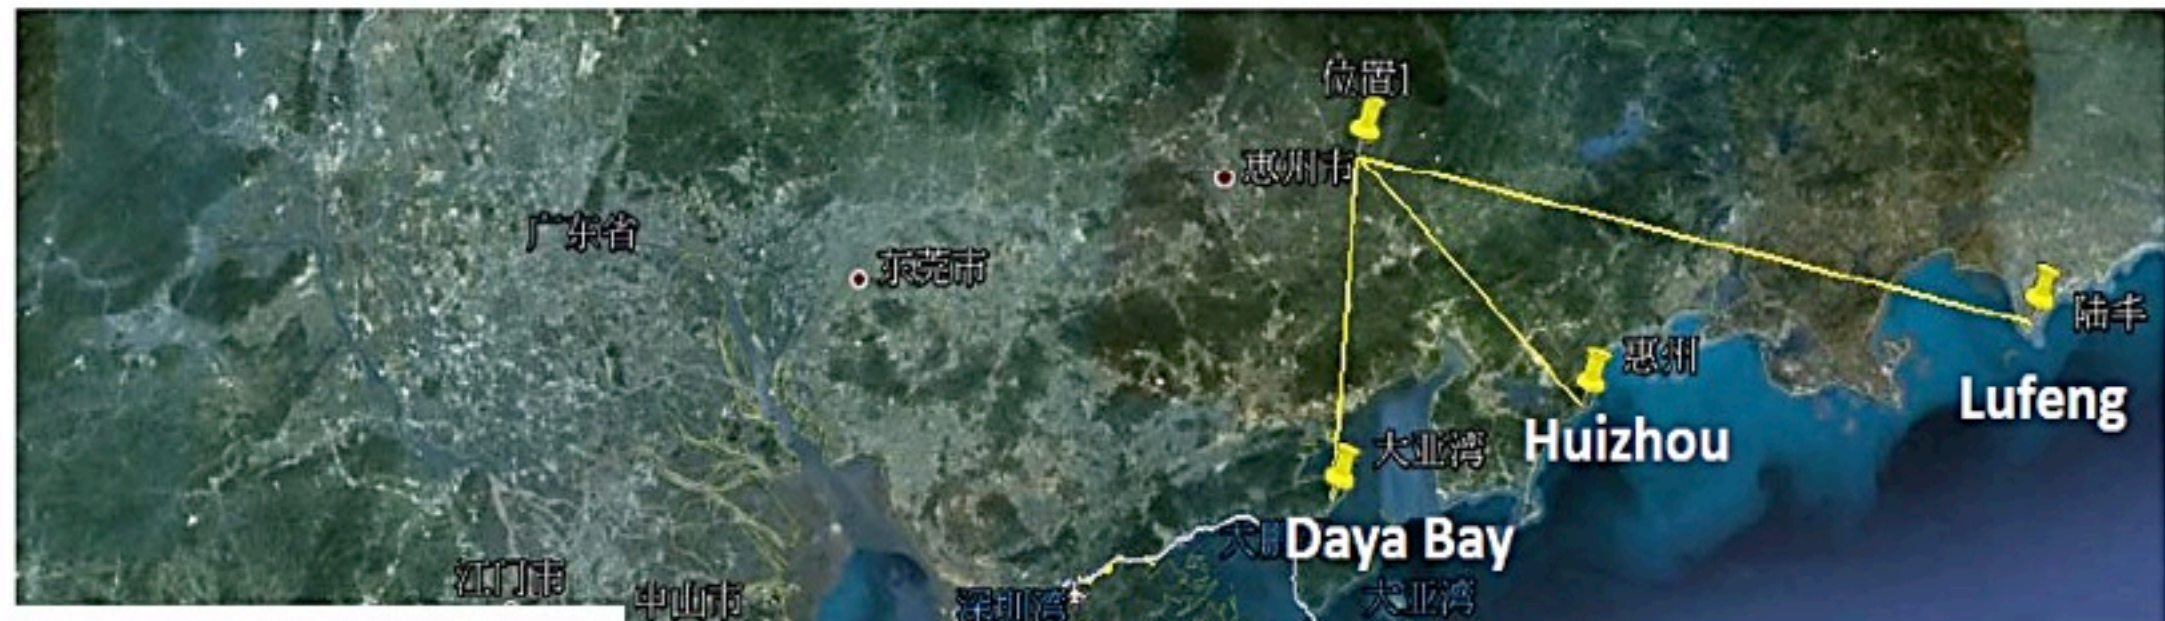 位置1
惠州市
广东省
东莞市
陆丰
惠州
Lufeng
大亚湾
Huizhou
Daya Bay
江门市
中山市
深圳湾
大亚湾